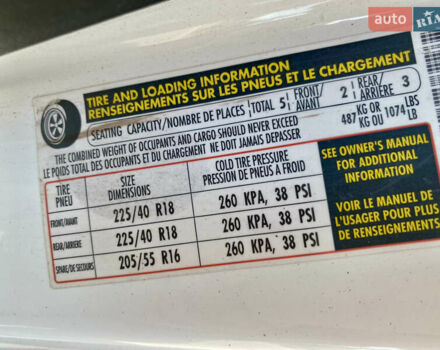 auto RIA
TIRE AND LOADING INFORMATION
RENSEIGNEMENTS SUR LES PNEUS ET LE CHARGEMENT
SEATING CAPACITY/NOMBRE DE PLACES TOTAL 5 FRONT/AVANT 2 REAR/ARRIÈRE 3
THE COMBINED WEIGHT OF OCCUPANTS AND CARGO SHOULD NEVER EXCEED 487 KG OR 1074 LBS
LE POIDS TOTAL DES OCCUPANTS ET DU CHARGEMENT NE DOIT JAMAIS DEPASSER KG OU LB
TIRE PNEU SIZE DIMENSIONS COLD TIRE PRESSURE PRESSION DE PNEUS A FROID
FRONT/AVANT 225/40 R18 260 KPA, 38 PSI
REAR/ARRIERE 225/40 R18 260 KPA, 38 PSI
SPARE/DE SECOURS 205/55 R16 260 KPA, 38 PSI
SEE OWNER'S MANUAL
FOR ADDITIONAL
INFORMATION
VOIR LE MANUEL DE
L'USAGER POUR PLUS
DE RENSEIGNEMENTS